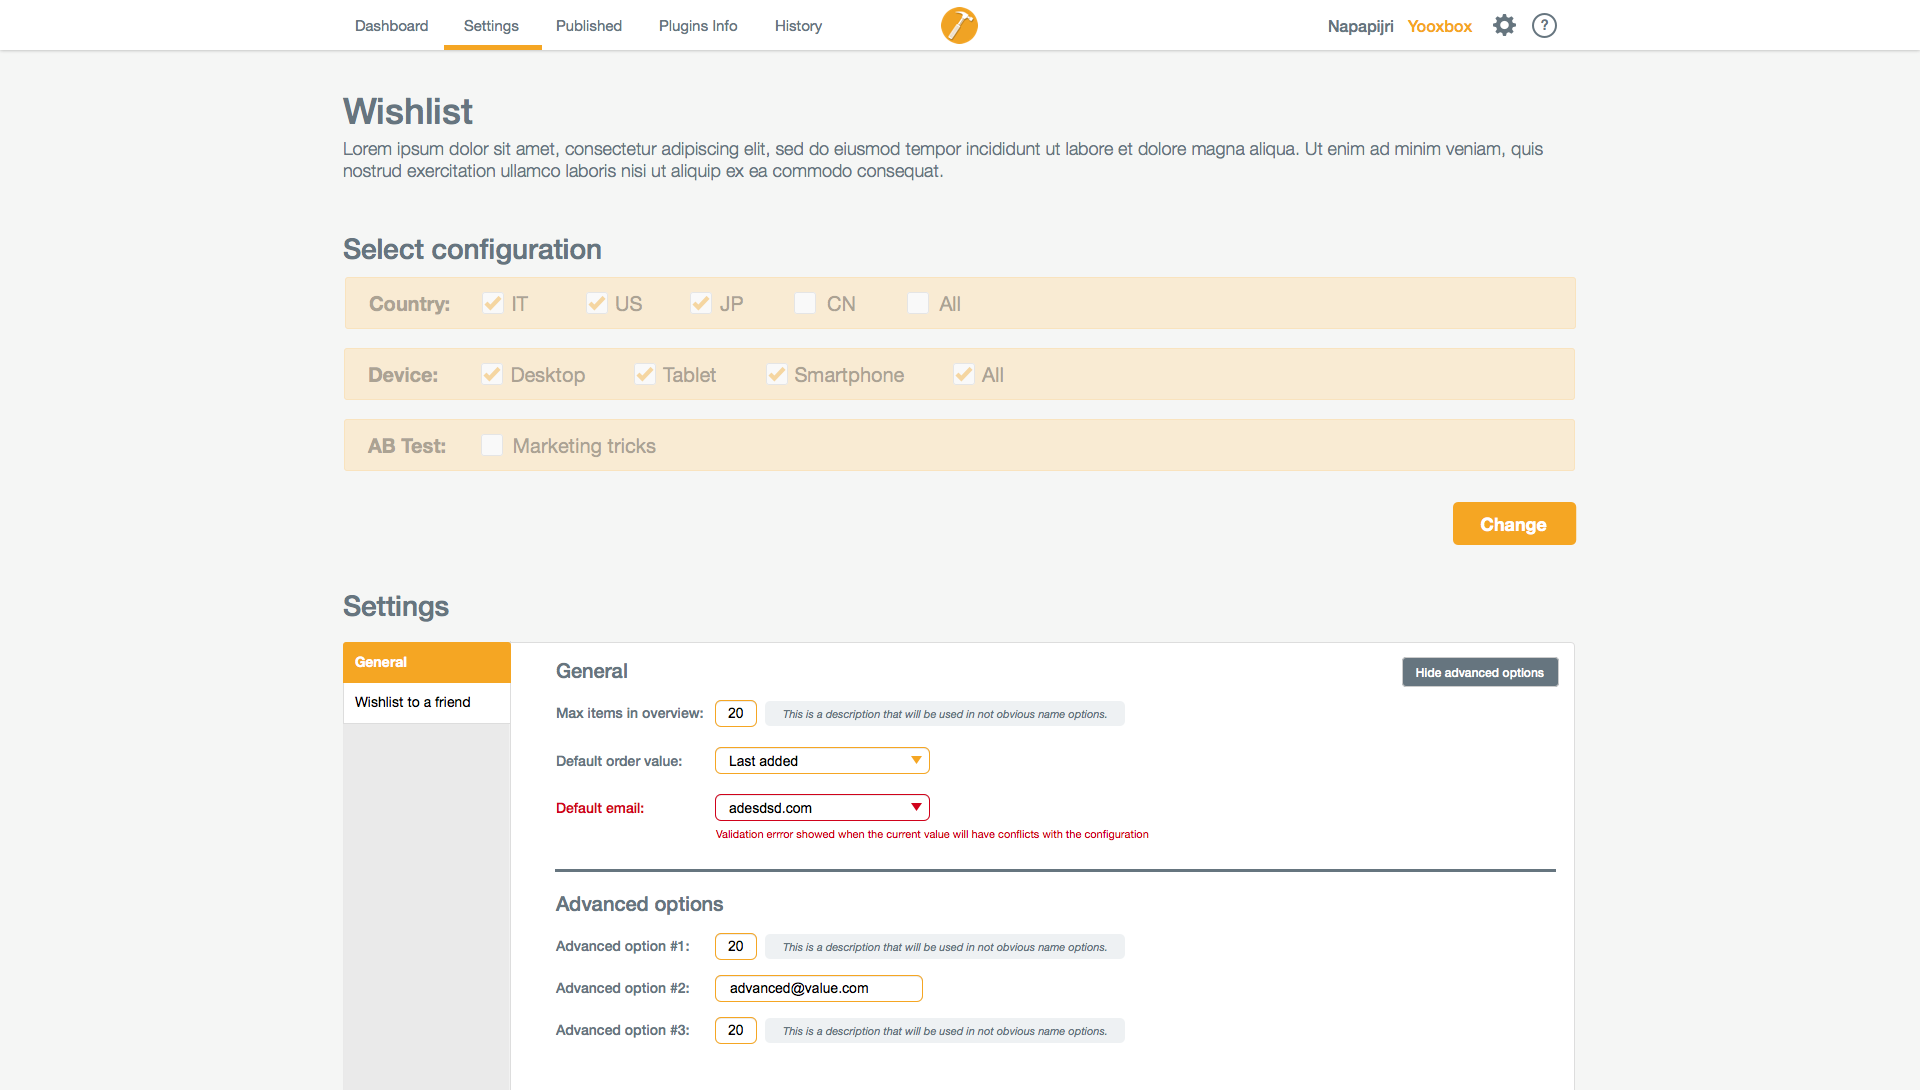 Dashboard Settings Published Plugins Info History Napapijri Yooxbox ?
Wishlist
Lorem ipsum dolor sit amet, consectetur adipiscing elit, sed do eiusmod tempor incididunt ut labore et dolore magna aliqua. Ut enim ad minim veniam, quis
nostrud exercitation ullamco laboris nisi ut aliquip ex ea commodo consequat.
Select configuration
Country: IT US JP CN All
Device: Desktop Tablet Smartphone All
AB Test: Marketing tricks
Change
Settings
General
Wishlist to a friend
General
Hide advanced options
Max items in overview: 20 This is a description that will be used in not obvious name options.
Default order value: Last added
Default email: adesdsd.com
Validation errror showed when the current value will have conflicts with the configuration
Advanced options
Advanced option #1: 20 This is a description that will be used in not obvious name options.
Advanced option #2: advanced@value.com
Advanced option #3: 20 This is a description that will be used in not obvious name options.